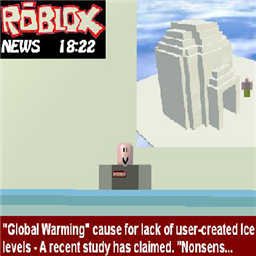 ROBLOX
NEWS 18:22
"Global Warming" cause for lack of user-created Ice
levels - A recent study has claimed. "Nonsens...